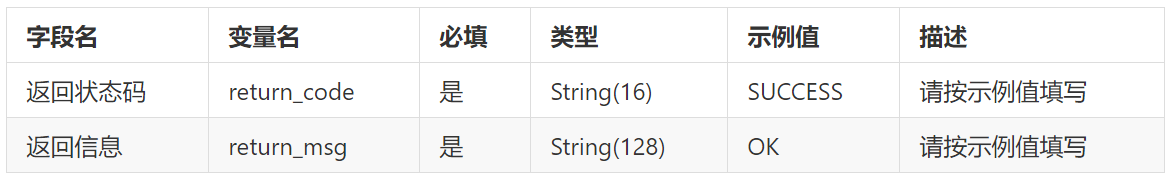 字段名 变量名 必填 类型 示例值 描述
返回状态码 return_code 是 String(16) SUCCESS 请按示例值填写
返回信息 return_msg 是 String(128) OK 请按示例值填写